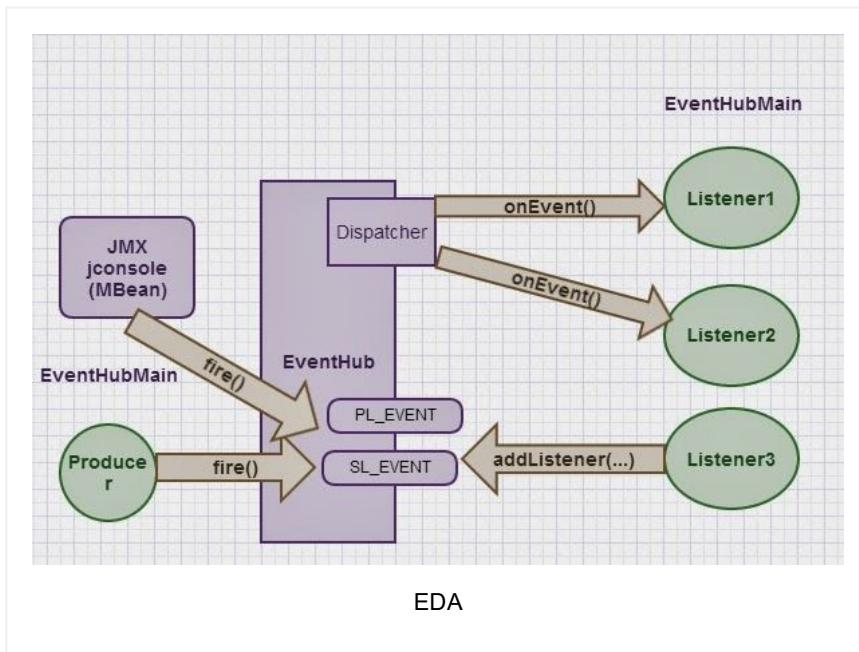 EventHubMain
Listener1
onEvent()
Dispatcher
JMX
jconsole
(MBean)
onEvent()
Listener2
fire()
EventHub
EventHubMain
PL_EVENT
Produce
r
fire()
SL_EVENT
addListener(...)
Listener3
EDA